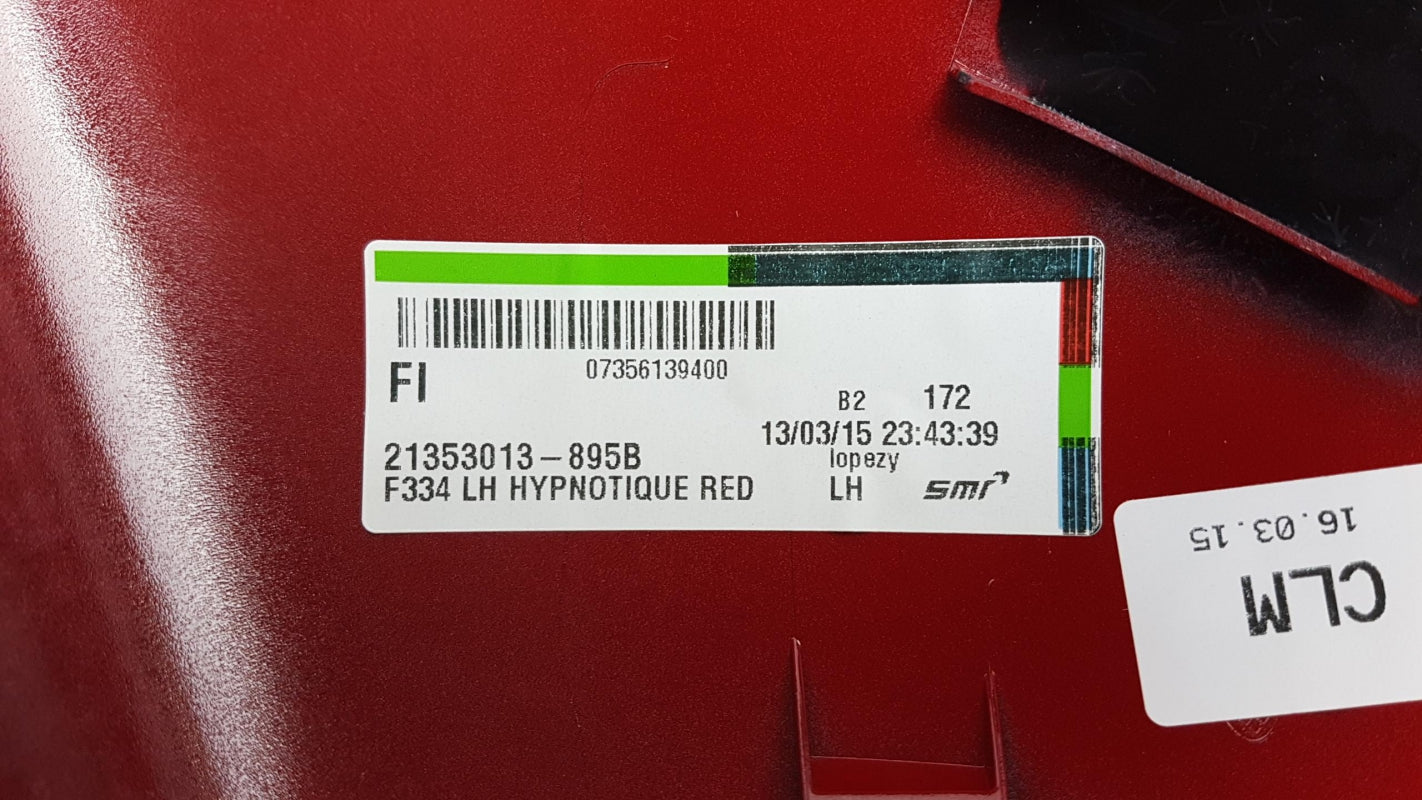 07356139400
FI
B2 172
13/03/15 23:43:39
21353013-895B
lopezy
F334 LH HYPNOTIQUE RED
LH
smr
16.03.15
CLM